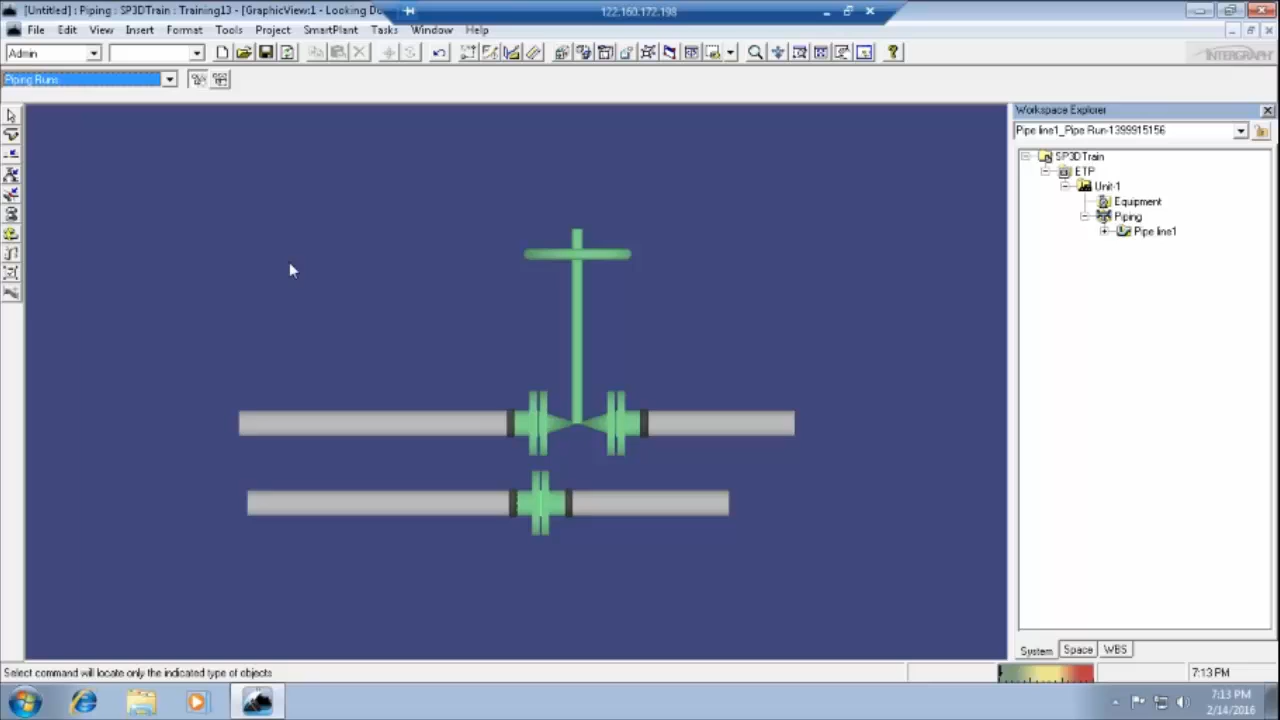 [Untitled] : Piping : SP3DTrain : Training13 - [GraphicView:1 - Looking Do
122.160.172.198
File Edit View Insert Format Tools Project SmartPlant Tasks Window Help
Admin
INTERGRAPH
Piping Runs
Workspace Explorer
Pipe line1_Pipe Run-1399915156
SP3DTrain
ETP
Unit-1
Equipment
Piping
Pipe line1
System Space WBS
Select command will locate only the indicated type of objects
7:13 PM
7:13 PM
2/14/2016